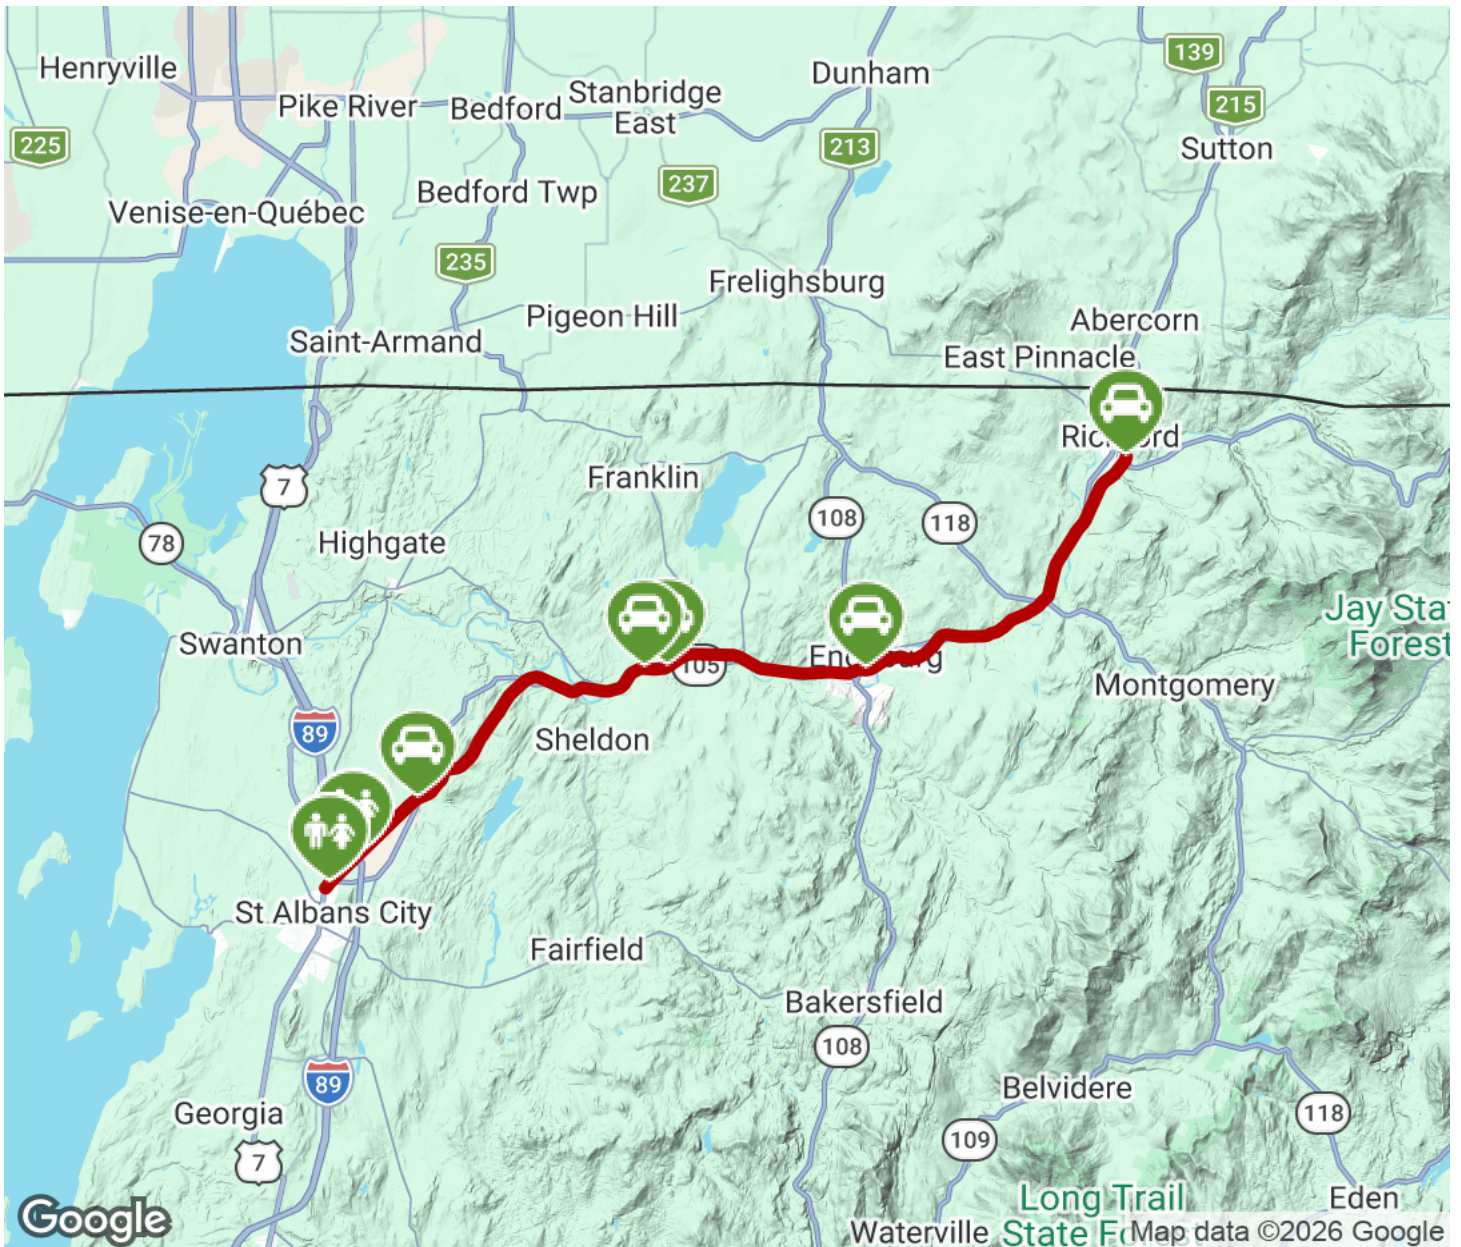 139
Henryville
Dunham
Stanbridge
East
Pike River
Bedford
215
225
213
Sutton
237
Bedford Twp
Venise-en-Québec
235
Frelighsburg
Pigeon Hill
Abercorn
Saint-Armand
East Pinnacle
Franklin
7
108
118
78
Highgate
Swanton
105
Montgomery
89
Sheldon
St Albans City
Fairfield
Bakersfield
108
89
Belvidere
Georgia
118
109
7
Long Trail
Eden
Google
Waterville
State
Map data ©2026 Google